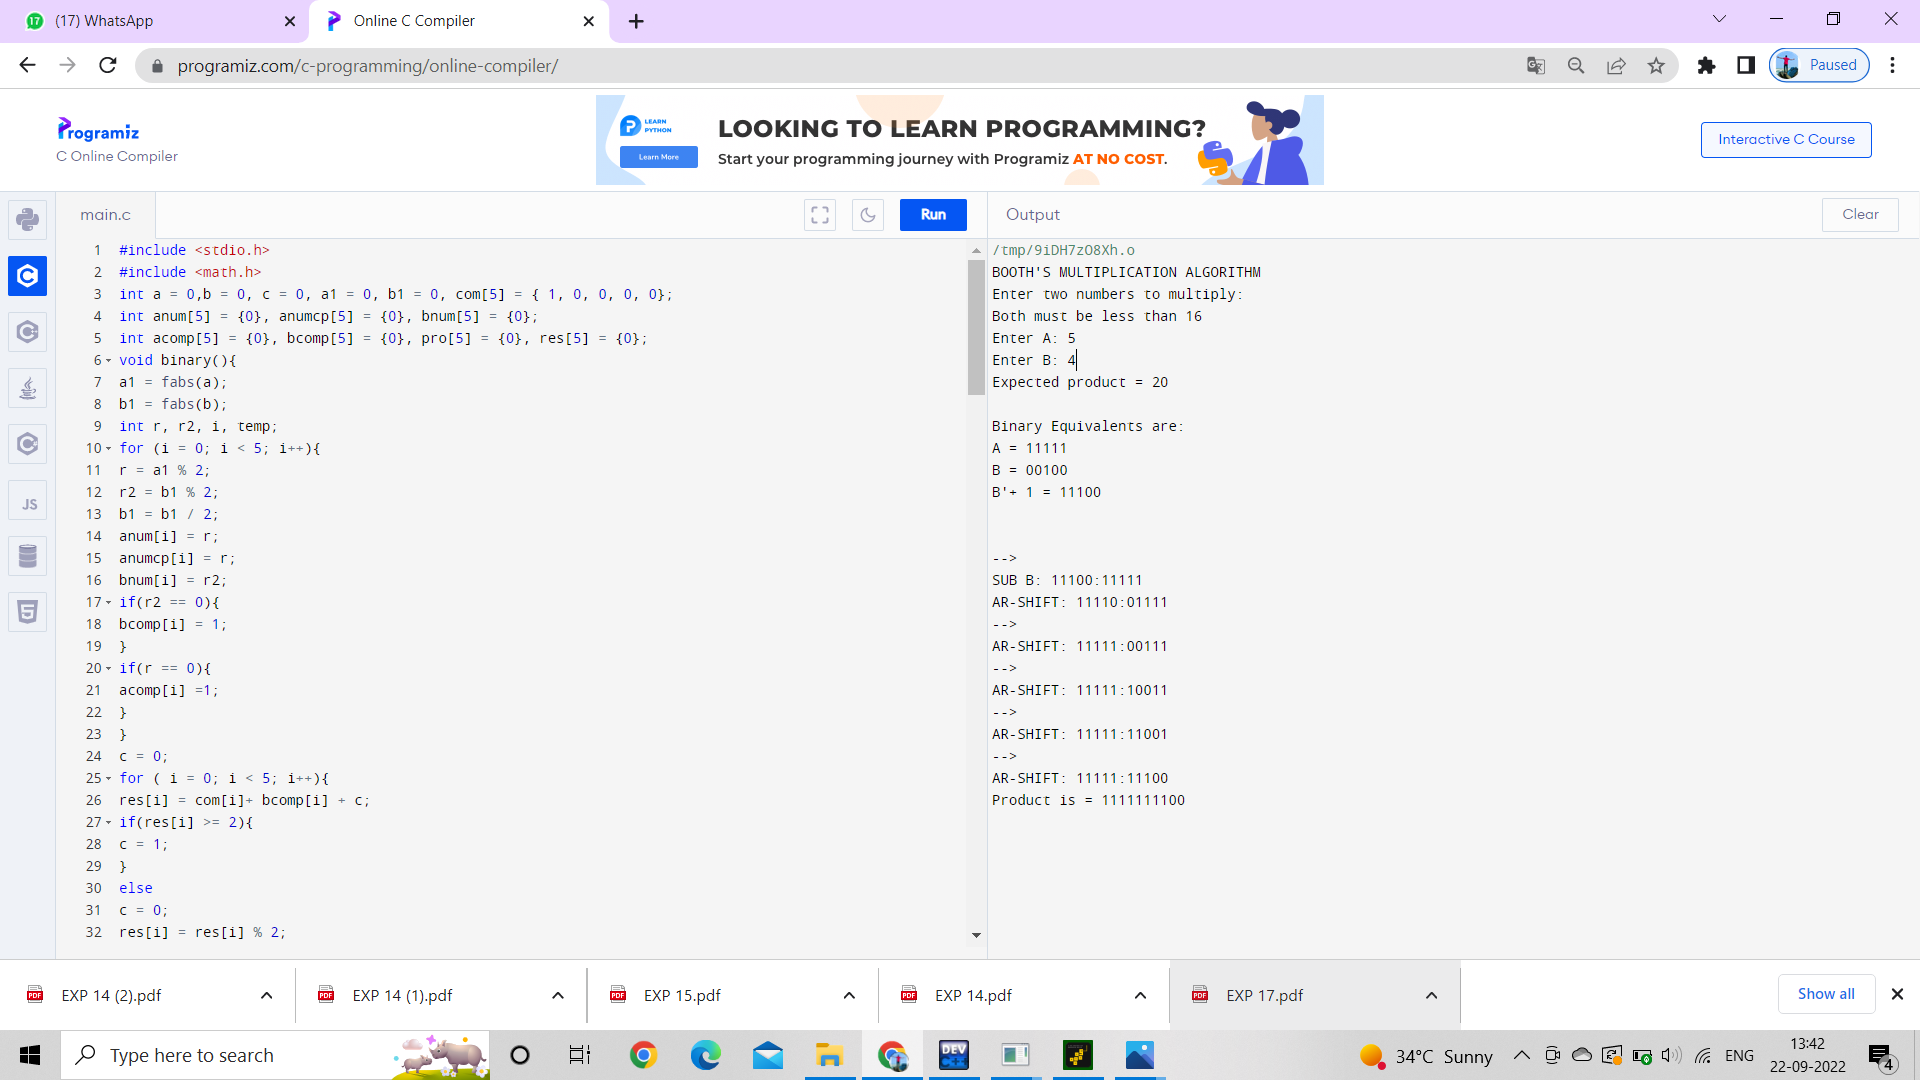 (17) WhatsApp
Online C Compiler
programiz.com/c-programming/online-compiler/
Paused
Programiz
C Online Compiler
LEARN
PYTHON
Learn More
LOOKING TO LEARN PROGRAMMING?
Start your programming journey with Programiz AT NO COST.
Interactive C Course
main.c
Run
Output
Clear
JS
1 #include <stdio.h>
2 #include <math.h>
3 int a = 0,b = 0, c = 0, a1 = 0, b1 = 0, com[5] = { 1, 0, 0, 0, 0};
4 int anum[5] = {0}, anumcp[5] = {0}, bnum[5] = {0};
5 int acomp[5] = {0}, bcomp[5] = {0}, pro[5] = {0}, res[5] = {0};
6 void binary(){
7 a1 = fabs(a);
8 b1 = fabs(b);
9 int r, r2, i, temp;
10 for (i = 0; i < 5; i++){
11 r = a1 % 2;
12 r2 = b1 % 2;
13 b1 = b1 / 2;
14 anum[i] = r;
15 anumcp[i] = r;
16 bnum[i] = r2;
17 if(r2 == 0){
18 bcomp[i] = 1;
19 }
20 if(r == 0){
21 acomp[i] =1;
22 }
23 }
24 c = 0;
25 for ( i = 0; i < 5; i++){
26 res[i] = com[i]+ bcomp[i] + c;
27 if(res[i] >= 2){
28 c = 1;
29 }
30 else
31 c = 0;
32 res[i] = res[i] % 2;
/tmp/9iDH7zO8Xh.o
BOOTH'S MULTIPLICATION ALGORITHM
Enter two numbers to multiply:
Both must be less than 16
Enter A: 5
Enter B: 4
Expected product = 20
Binary Equivalents are:
A = 11111
B = 00100
B'+ 1 = 11100
-->
SUB B: 11100:11111
AR-SHIFT: 11110:01111
-->
AR-SHIFT: 11111:00111
-->
AR-SHIFT: 11111:10011
-->
AR-SHIFT: 11111:11001
-->
AR-SHIFT: 11111:11100
Product is = 1111111100
EXP 14 (2).pdf
EXP 14 (1).pdf
EXP 15.pdf
EXP 14.pdf
EXP 17.pdf
Show all
Type here to search
DEV
34°C Sunny
ENG
13:42
22-09-2022
4